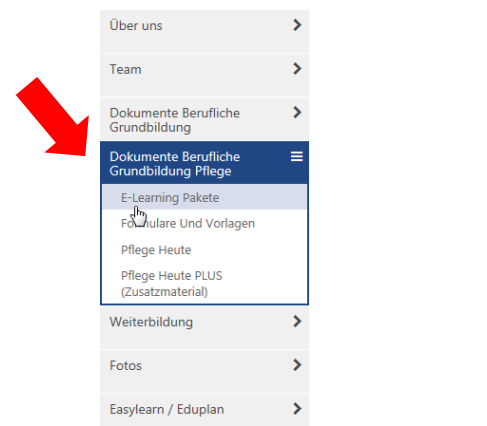 Über uns
Team
Dokumente Berufliche
Grundbildung
Dokumente Berufliche
Grundbildung Pflege
E-Learning Pakete
Formulare Und Vorlagen
Pflege Heute
Pflege Heute PLUS
(Zusatzmaterial)
Weiterbildung
Fotos
Easylearn / Eduplan